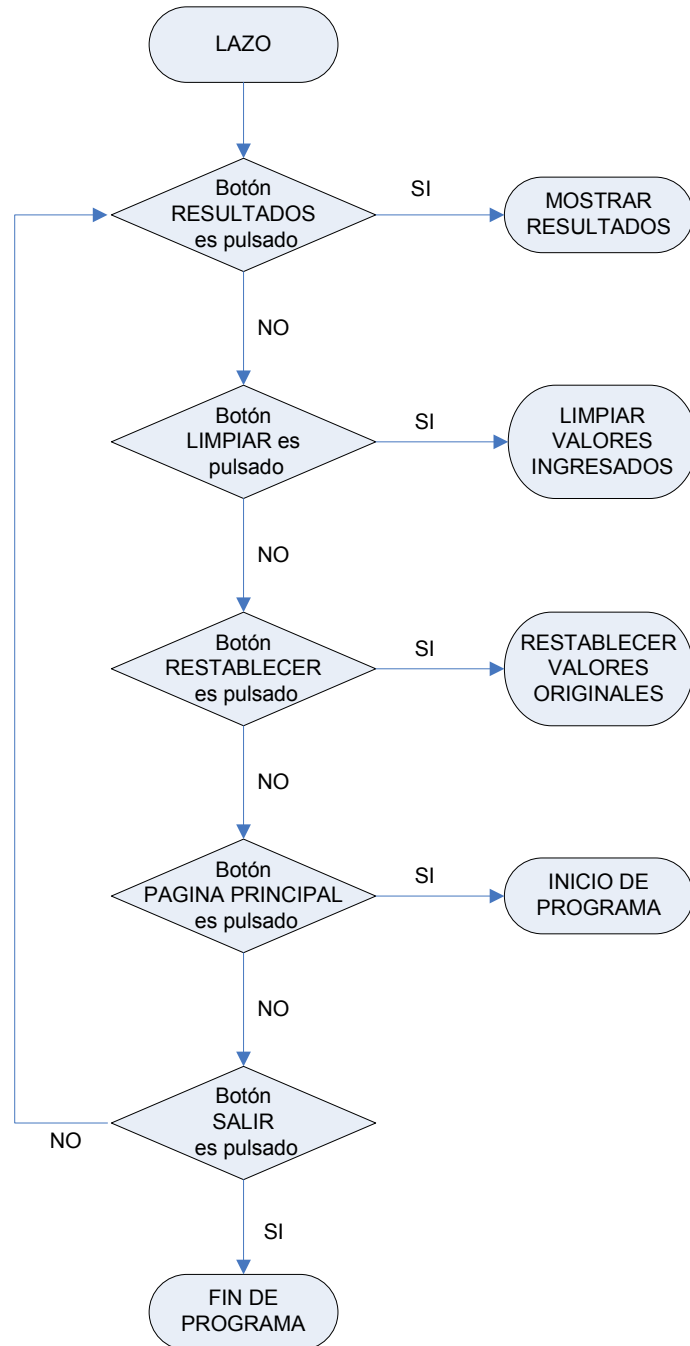 LAZO
Botón
RESULTADOS
es pulsado
SI
MOSTRAR
RESULTADOS
NO
Botón
LIMPIAR es
pulsado
SI
LIMPIAR
VALORES
INGRESADOS
NO
Botón
RESTABLECER
es pulsado
SI
RESTABLECER
VALORES
ORIGINALES
NO
Botón
PAGINA PRINCIPAL
es pulsado
SI
INICIO DE
PROGRAMA
NO
Botón
SALIR
es pulsado
NO
SI
FIN DE
PROGRAMA